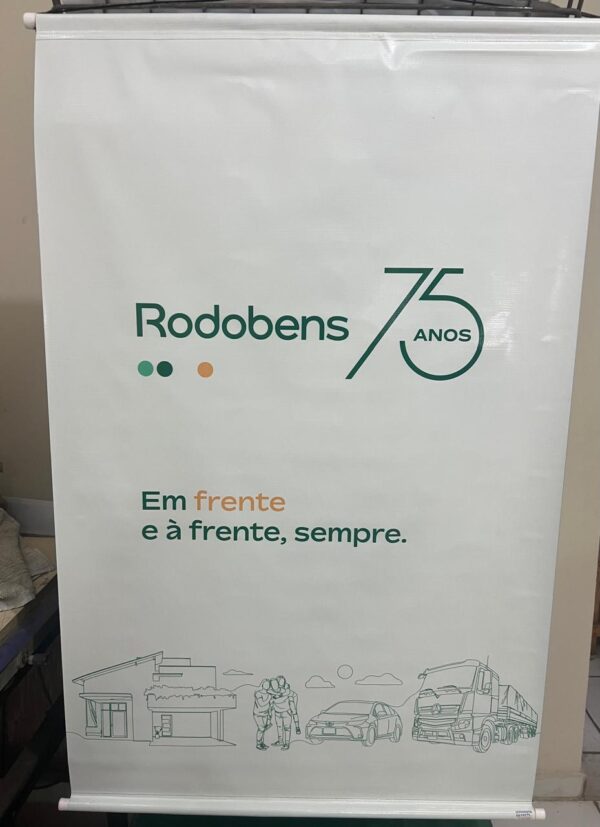 Rodobens 75
ANOS
Em frente
e à frente, sempre.